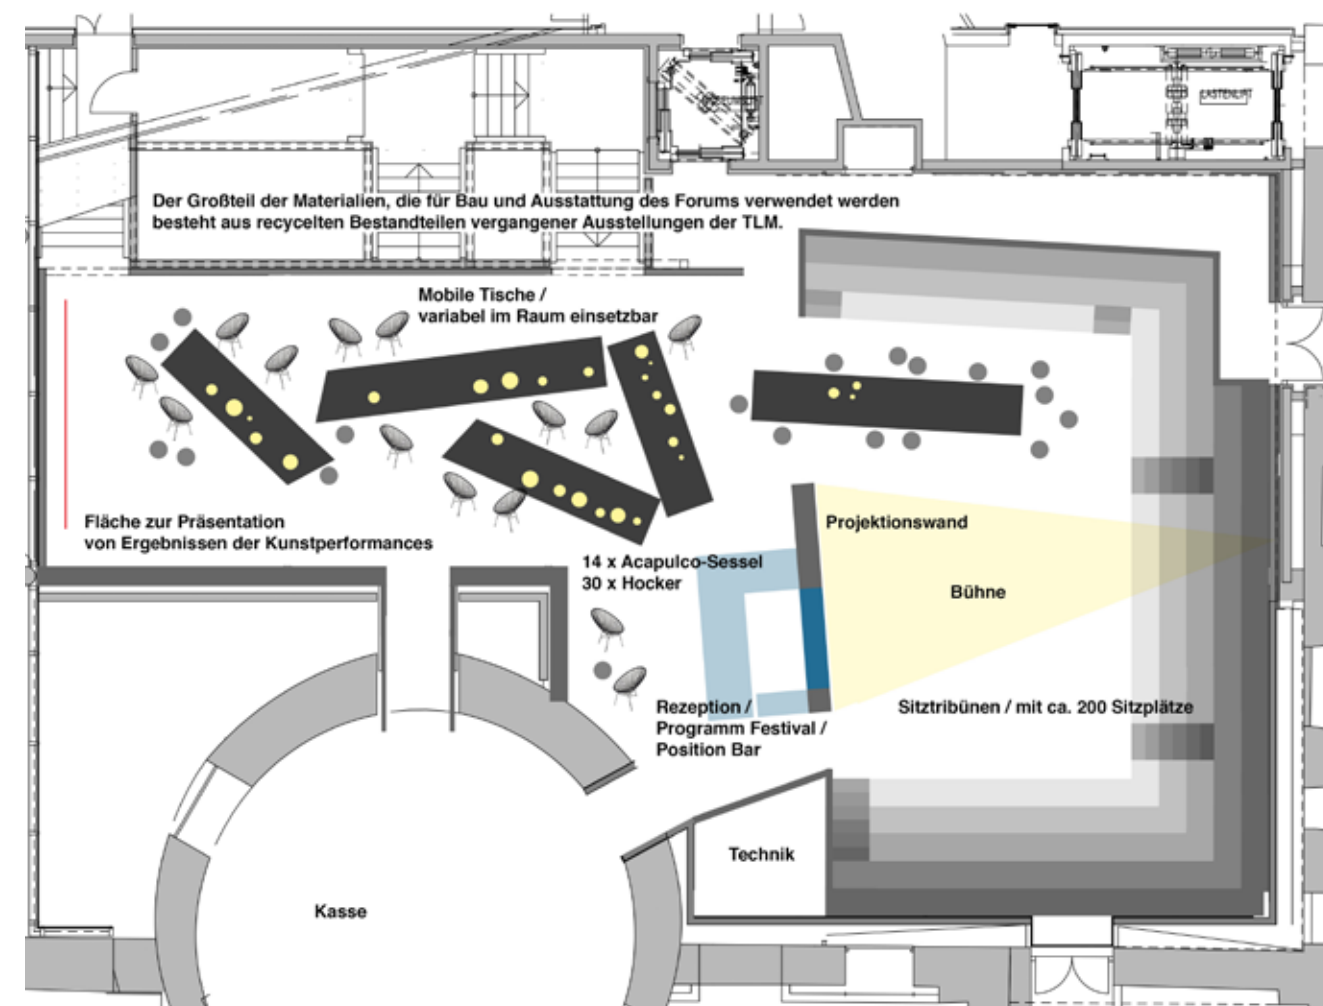 LASTENLIFT
Der Großteil der Materialien, die für Bau und Ausstattung des Forums verwendet werden
besteht aus recycelten Bestandteilen vergangener Ausstellungen der TLM.
Mobile Tische /
variabel im Raum einsetzbar
Fläche zur Präsentation
von Ergebnissen der Kunstperformances
Projektionswand
14 x Acapulco-Sessel
30 x Hocker
Bühne
Rezeption /
Programm Festival /
Position Bar
Sitztribünen / mit ca. 200 Sitzplätze
Technik
Kasse